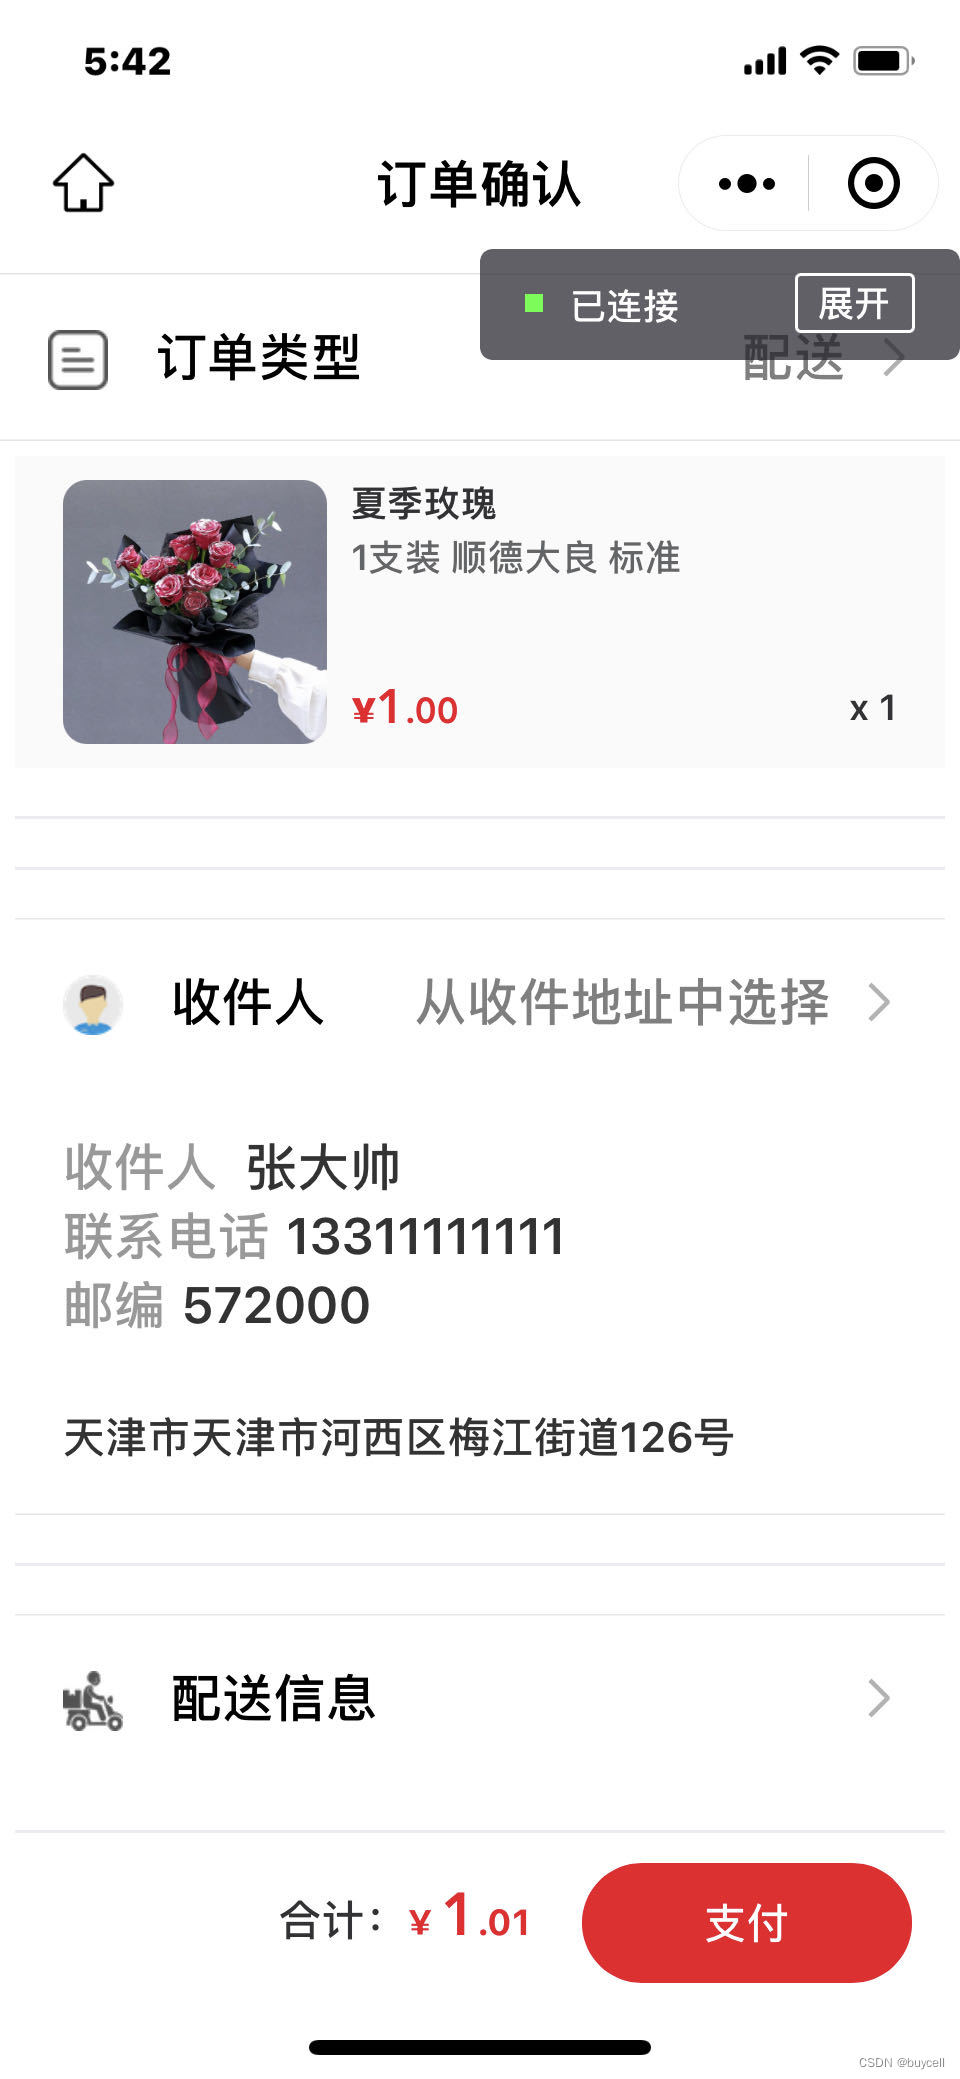 5:42
订单确认
已连接 展开
订单类型 配送
夏季玫瑰
1支装 顺德大良 标准
¥1.00 x 1
收件人 从收件地址中选择
收件人 张大帅
联系电话 13311111111
邮编 572000
天津市天津市河西区梅江街道126号
配送信息
合计: ¥ 1.01 支付
CSDN @buycell